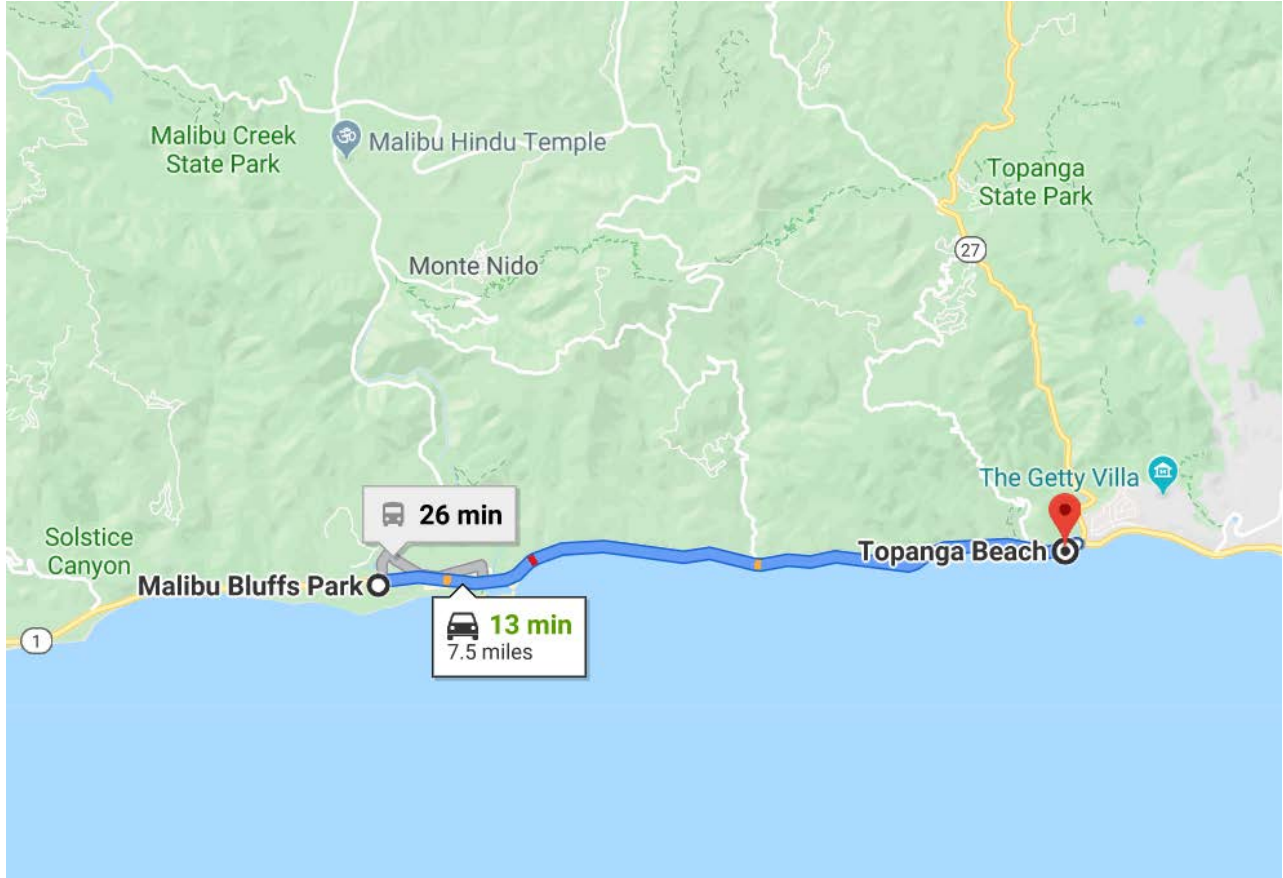 Malibu Creek
State Park
Malibu Hindu Temple
Topanga
State Park
27
Monte Nido
The Getty Villa
26 min
Solstice
Canyon
Topanga Beach
Malibu Bluffs Park
13 min
7.5 miles
1